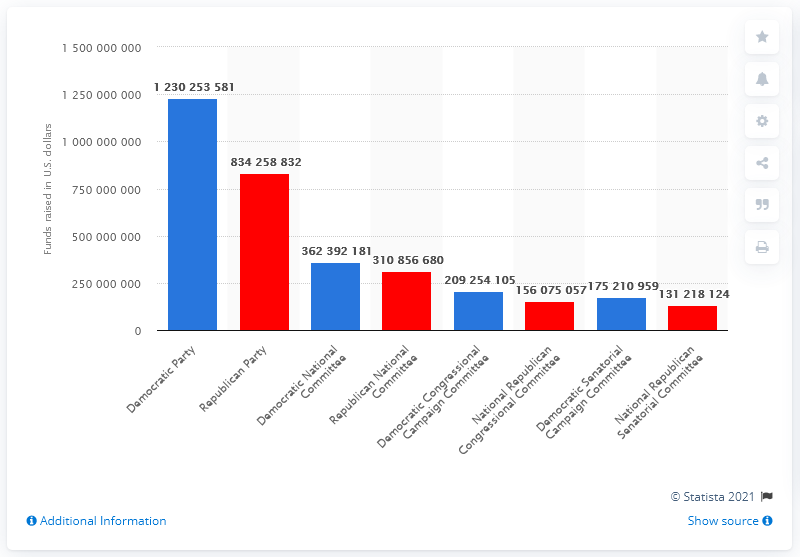 1 500 000 000
1 250 000 000
1 000 000 000
750 000 000
500 000 000
250 000 000
0
Funds raised in U.S. dollars
1 230 253 581
834 258 832
362 392 181
310 856 680
209 254 105
156 075 057
175 210 959
131 218 124
Democratic Party
Republican Party
Democratic National
Committee
Republican National
Committee
Democratic Congressional
Campaign Committee
National Republican
Congressional Committee
Democratic Senatorial
Campaign Committee
National Republican
Senatorial Committee
© Statista 2021
Additional Information
Show source